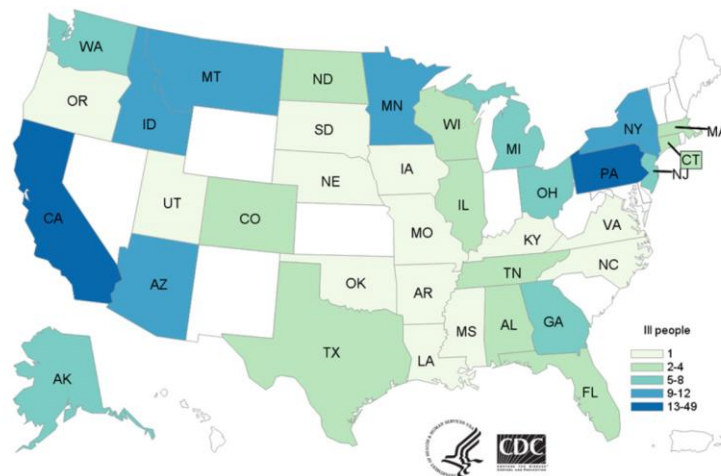 WA
MT
ND
MN
OR
ID
SD
WI
MI
NY
MA
CT
NJ
PA
IA
NE
OH
IL
UT
CO
CA
MO
KY
VA
NC
TN
AZ
OK
AR
MS
AL
GA
TX
LA
FL
AK
Ill people
1
2-4
5-8
9-12
13-49
CDC